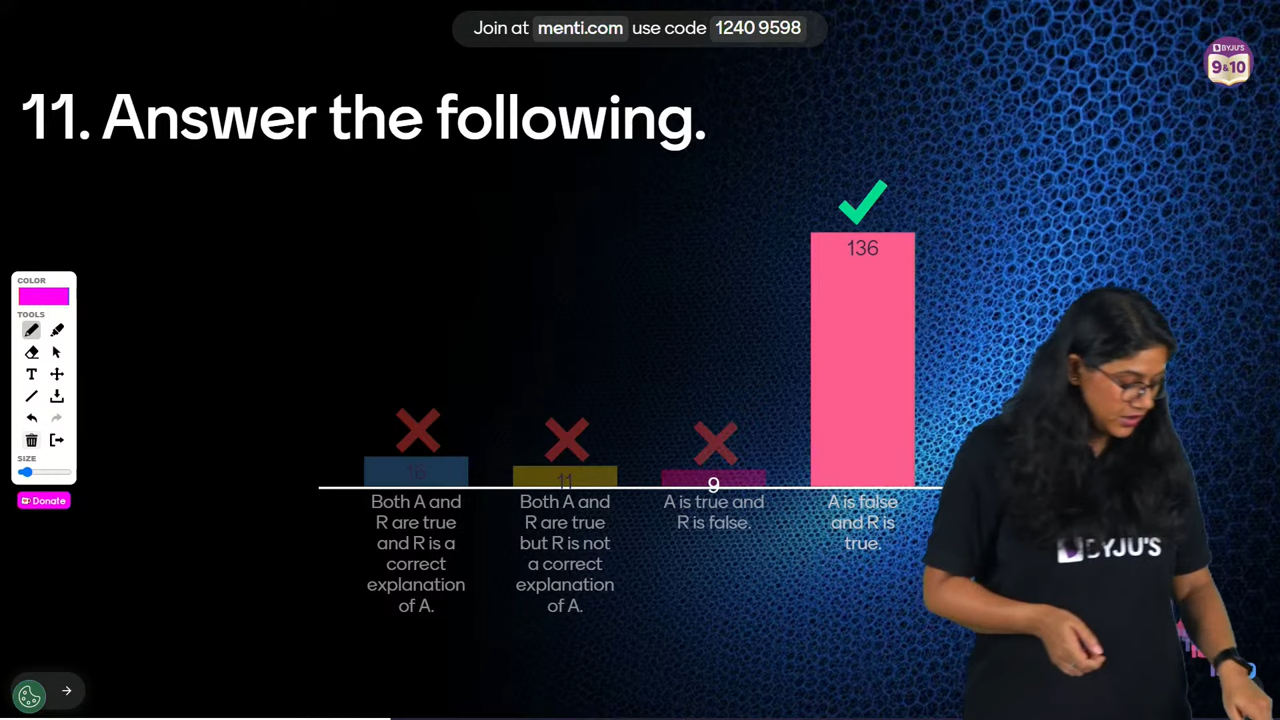 Join at menti.com use code 1240 9598
BYJU'S
9&10
11. Answer the following.
COLOR
TOOLS
T
SIZE
Donate
136
16
11
9
Both A and
R are true
and R is a
correct
explanation
of A.
Both A and
R are true
but R is not
a correct
explanation
of A.
A is true and
R is false.
A is false
and R is
true.
BYJU'S